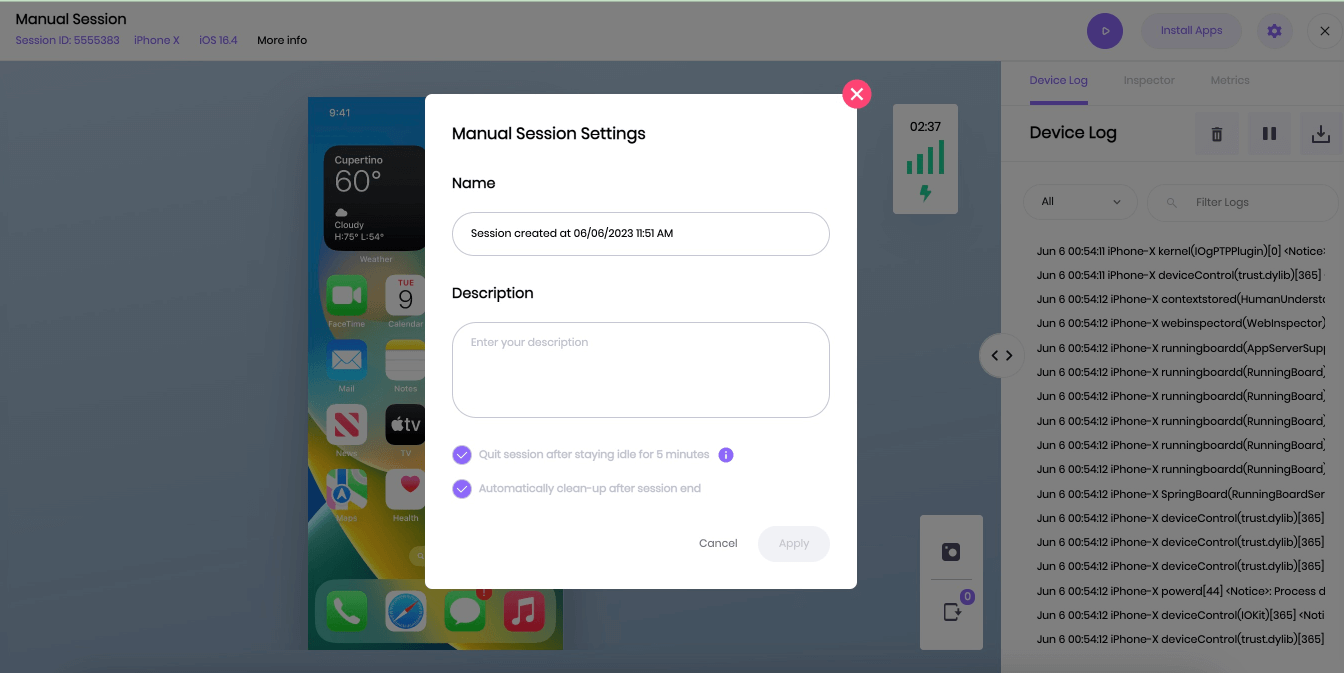 Manual Session
Session ID: 5555383 iPhone X iOS 16.4 More info
Install Apps
9:41
Cupertino
60°
Cloudy
H:75° L:54°
Weather
FaceTime
TUE
9
Calendar
Mail
Notes
News
tv
TV
Maps
Health
!
Manual Session Settings
Name
Session created at 06/06/2023 11:51 AM
Description
Enter your description
Quit session after staying idle for 5 minutes i
Automatically clean-up after session end
Cancel Apply
02:37
0
Device Log Inspector Metrics
Device Log
All
Filter Logs
Jun 6 00:54:11 iPhone-X kernel(IOgPTPPlugin)[0] <Notice>:
Jun 6 00:54:11 iPhone-X deviceControl(trust.dylib)[365]
Jun 6 00:54:12 iPhone-X contextstored(HumanUndersta
Jun 6 00:54:12 iPhone-X webinspectord(WebInspector)
Jun 6 00:54:12 iPhone-X runningboardd(AppServerSupp
Jun 6 00:54:12 iPhone-X runningboardd(RunningBoard)
Jun 6 00:54:12 iPhone-X runningboardd(RunningBoard)
Jun 6 00:54:12 iPhone-X runningboardd(RunningBoard)
Jun 6 00:54:12 iPhone-X runningboardd(RunningBoard)
Jun 6 00:54:12 iPhone-X runningboardd(RunningBoard)
Jun 6 00:54:12 iPhone-X SpringBoard(RunningBoardSer
Jun 6 00:54:12 iPhone-X deviceControl(trust.dylib)[365]
Jun 6 00:54:12 iPhone-X deviceControl(trust.dylib)[365]
Jun 6 00:54:12 iPhone-X deviceControl(trust.dylib)[365]
Jun 6 00:54:12 iPhone-X powerd[44] <Notice>: Process d
Jun 6 00:54:12 iPhone-X deviceControl(IOKit)[365] <Noti
Jun 6 00:54:12 iPhone-X deviceControl(trust.dylib)[365]